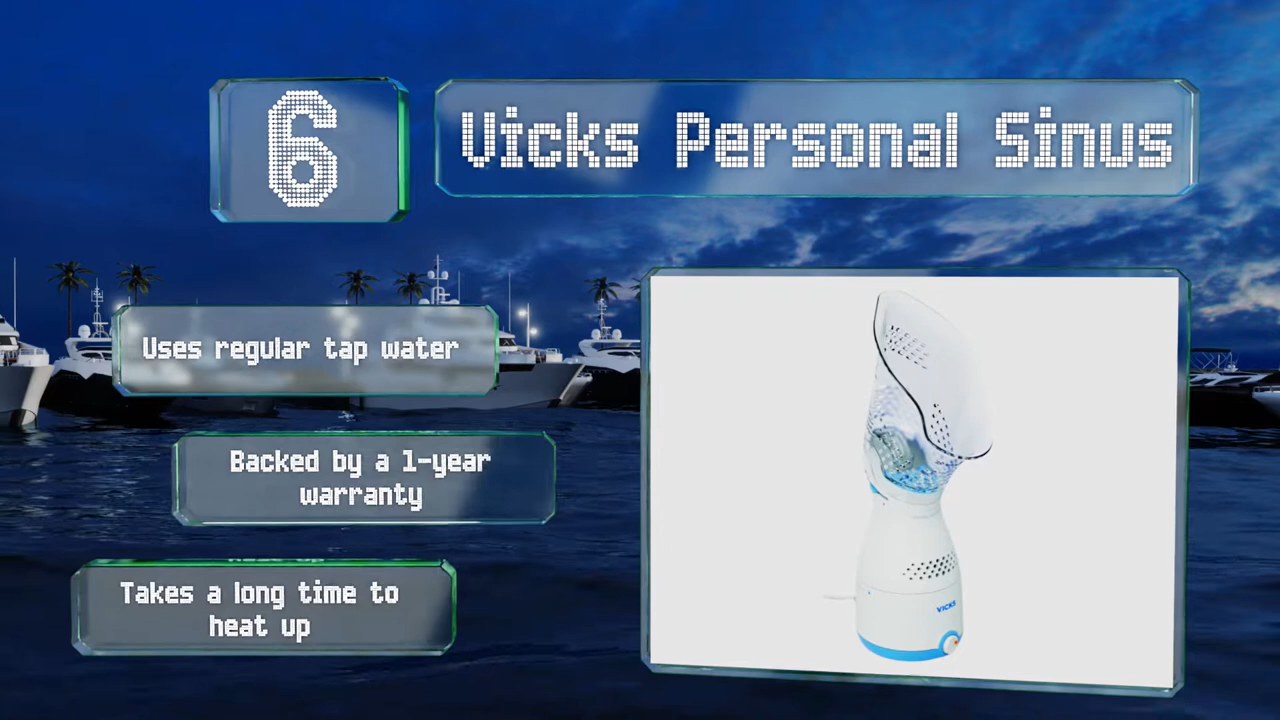 6
Vicks Personal Sinus
Uses regular tap water
Backed by a 1-year
warranty
Takes a long time to
heat up
VICKS